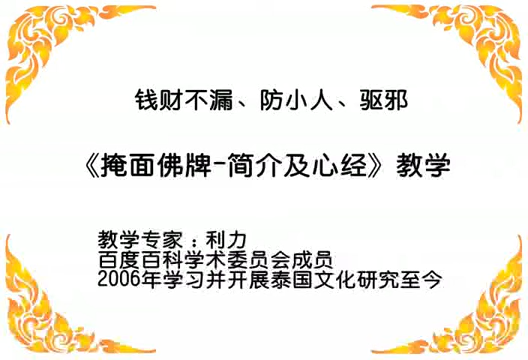 钱财不漏、防小人、驱邪
《掩面佛牌-简介及心经》教学
教学专家：利力
百度百科学术委员会成员
2006年学习并开展泰国文化研究至今